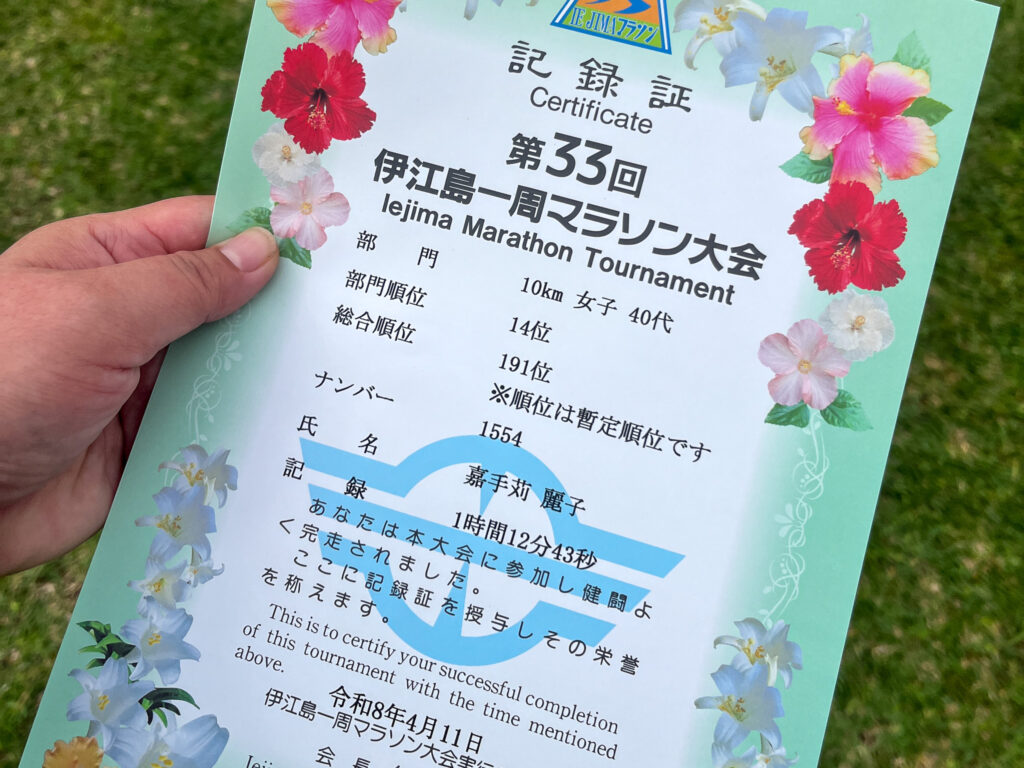 IE JIMAマラソン
記録証
Certificate
第33回
伊江島一周マラソン大会
Iejima Marathon Tournament
部門 10km 女子 40代
部門順位 14位
総合順位 191位
※順位は暫定順位です
ナンバー 1554
氏名 嘉手苅 麗子
記録 1時間12分43秒
あなたは本大会に参加し健闘よ
く完走されました。
ここに記録証を授与しその栄誉
を称えます。
This is to certify your successful completion
of this tournament with the time mentioned
above.
令和8年4月11日
伊江島一周マラソン大会実行
会長
Iejim